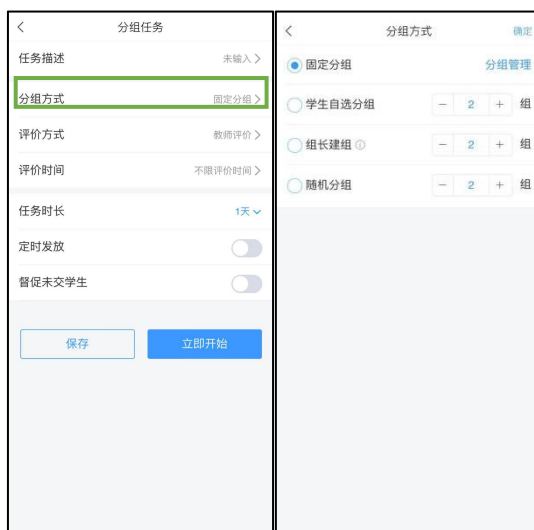 分组任务
任务描述 未输入
分组方式 固定分组
评价方式 教师评价
评价时间 不限评价时间
任务时长 1天
定时发放
督促未交学生
保存 立即开始
分组方式 确定
固定分组 分组管理
学生自选分组 － 2 + 组
组长建组 － 2 + 组
随机分组 － 2 + 组